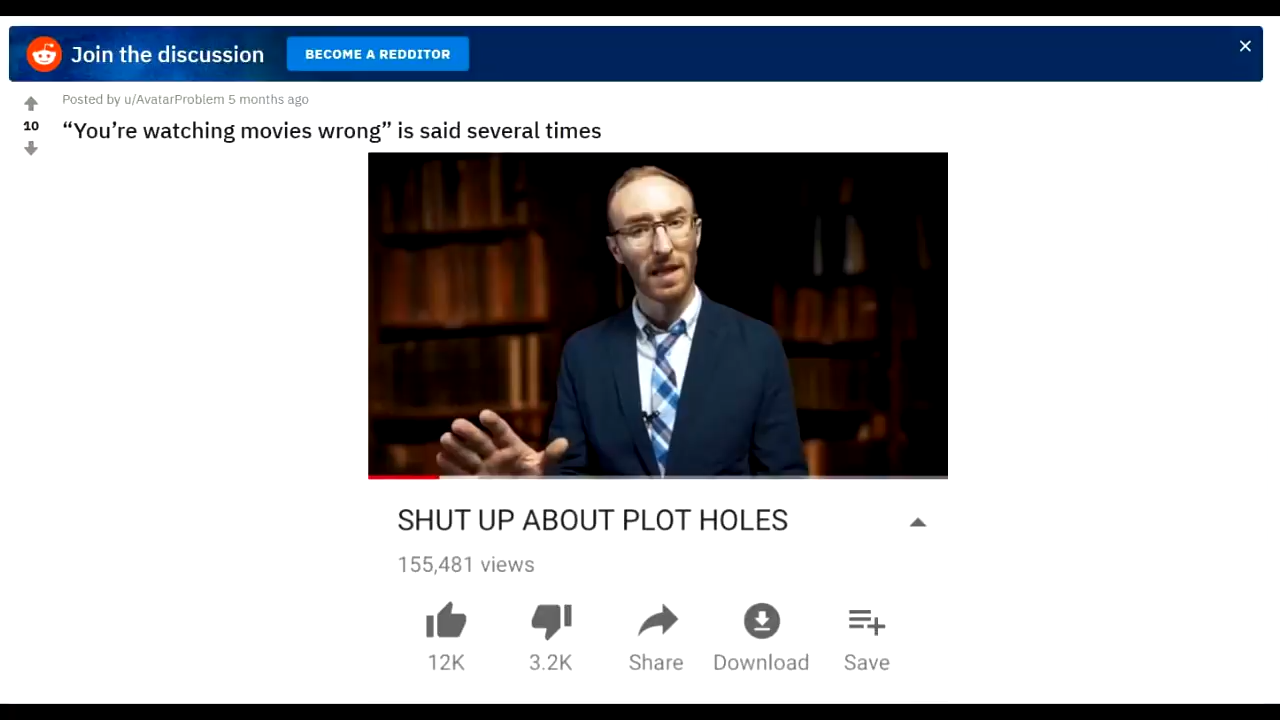 Join the discussion
BECOME A REDDITOR
Posted by u/AvatarProblem 5 months ago
10
“You’re watching movies wrong” is said several times
SHUT UP ABOUT PLOT HOLES
155,481 views
12K
3.2K
Share
Download
Save